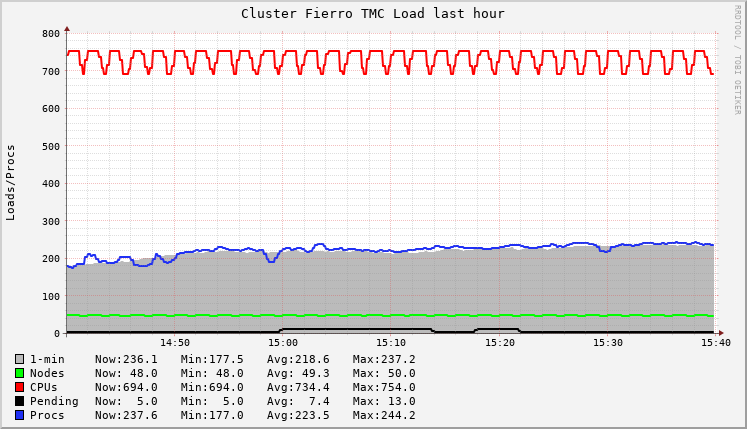 Cluster Fierro TMC Load last hour
RRDTOOL / TOBI OETIKER
Loads/Procs
800
700
600
500
400
300
200
100
0
14:50 15:00 15:10 15:20 15:30 15:40
1-min Now:236.1 Min:177.5 Avg:218.6 Max:237.2
Nodes Now: 48.0 Min: 48.0 Avg: 49.3 Max: 50.0
CPUs Now:694.0 Min:694.0 Avg:734.4 Max:754.0
Pending Now: 5.0 Min: 5.0 Avg: 7.4 Max: 13.0
Procs Now:237.6 Min:177.0 Avg:223.5 Max:244.2